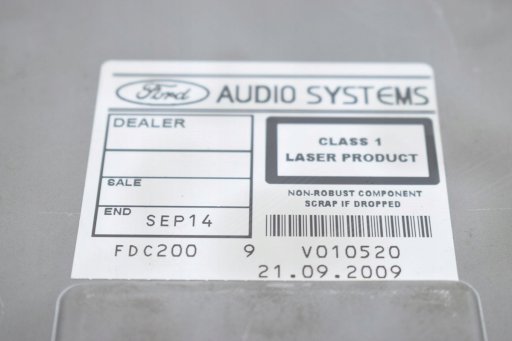 Ford AUDIO SYSTEMS
DEALER
CLASS 1
LASER PRODUCT
SALE
NON-ROBUST COMPONENT
SCRAP IF DROPPED
END SEP14
FDC200 9 V010520
21.09.2009